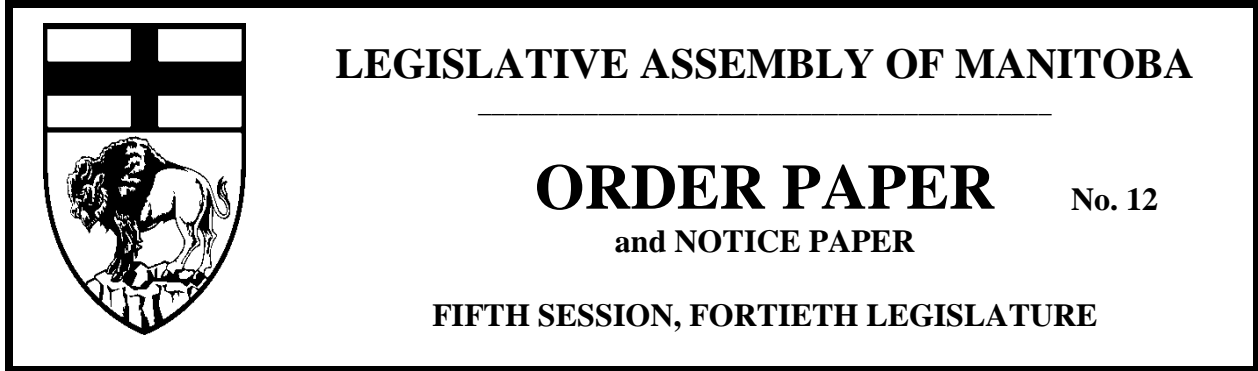 LEGISLATIVE ASSEMBLY OF MANITOBA
ORDER PAPER No. 12
and NOTICE PAPER
FIFTH SESSION, FORTIETH LEGISLATURE